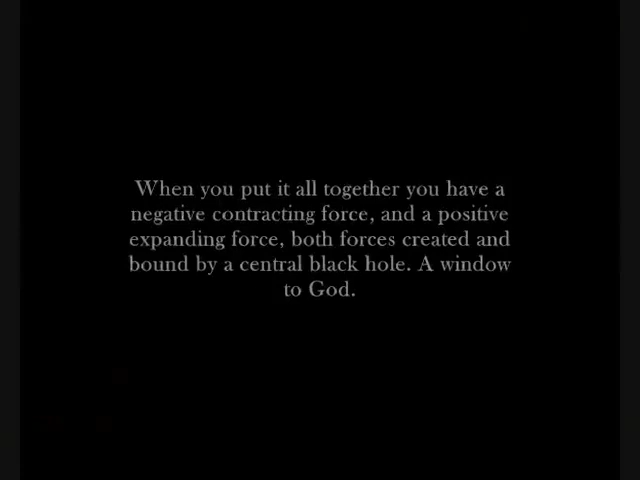 When you put it all together you have a
negative contracting force, and a positive
expanding force, both forces created and
bound by a central black hole. A window
to God.